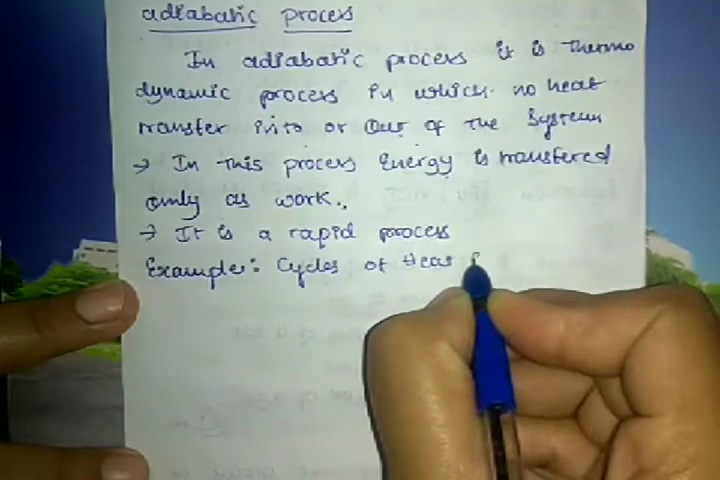 adiabatic process
In adiabatic process it is Thermo
dynamic process in which no heat
transfer into or Out of the System
→ In this process Energy is transfered
only as work.,
→ It is a rapid process
Example: Cycles of Heat